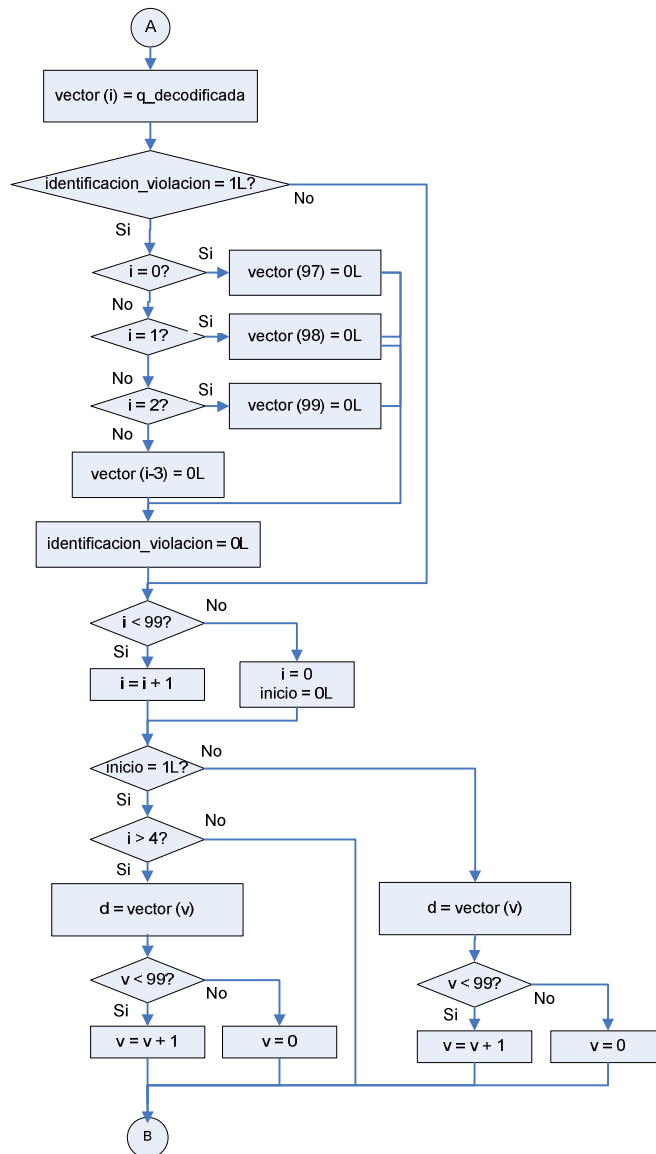 A
vector (i) = q_decodificada
identificacion_violacion = 1L?
No
Si
i = 0?
Si
vector (97) = 0L
No
i = 1?
Si
vector (98) = 0L
No
i = 2?
Si
vector (99) = 0L
No
vector (i-3) = 0L
identificacion_violacion = 0L
i < 99?
No
Si
i = i + 1
i = 0
inicio = 0L
inicio = 1L?
No
Si
i > 4?
No
Si
d = vector (v)
d = vector (v)
v < 99?
No
Si
v < 99?
No
Si
v = v + 1
v = 0
v = v + 1
v = 0
B